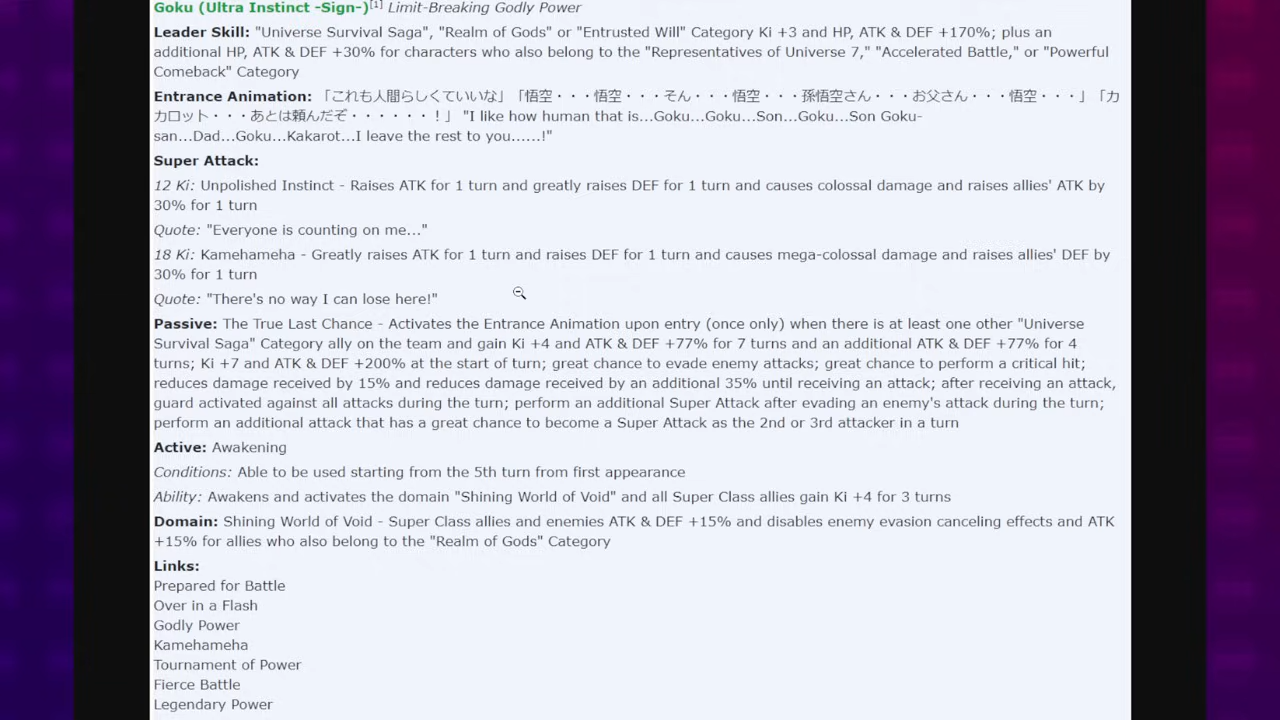 Goku (Ultra Instinct -Sign-)[1] Limit-Breaking Godly Power
Leader Skill: "Universe Survival Saga", "Realm of Gods" or "Entrusted Will" Category Ki +3 and HP, ATK & DEF +170%; plus an
additional HP, ATK & DEF +30% for characters who also belong to the "Representatives of Universe 7," "Accelerated Battle," or "Powerful
Comeback" Category
Entrance Animation: 「これも人間らしくていいな」「悟空・・・悟空・・・そん・・・悟空・・・孫悟空さん・・・お父さん・・・悟空・・・」「カ
カロット・・・あとは頼んだぞ・・・・・・！」 "I like how human that is...Goku...Goku...Son...Goku...Son Goku-
san...Dad...Goku...Kakarot...I leave the rest to you......!"
Super Attack:
12 Ki: Unpolished Instinct - Raises ATK for 1 turn and greatly raises DEF for 1 turn and causes colossal damage and raises allies' ATK by
30% for 1 turn
Quote: "Everyone is counting on me..."
18 Ki: Kamehameha - Greatly raises ATK for 1 turn and raises DEF for 1 turn and causes mega-colossal damage and raises allies' DEF by
30% for 1 turn
Quote: "There's no way I can lose here!"
Passive: The True Last Chance - Activates the Entrance Animation upon entry (once only) when there is at least one other "Universe
Survival Saga" Category ally on the team and gain Ki +4 and ATK & DEF +77% for 7 turns and an additional ATK & DEF +77% for 4
turns; Ki +7 and ATK & DEF +200% at the start of turn; great chance to evade enemy attacks; great chance to perform a critical hit;
reduces damage received by 15% and reduces damage received by an additional 35% until receiving an attack; after receiving an attack,
guard activated against all attacks during the turn; perform an additional Super Attack after evading an enemy's attack during the turn;
perform an additional attack that has a great chance to become a Super Attack as the 2nd or 3rd attacker in a turn
Active: Awakening
Conditions: Able to be used starting from the 5th turn from first appearance
Ability: Awakens and activates the domain "Shining World of Void" and all Super Class allies gain Ki +4 for 3 turns
Domain: Shining World of Void - Super Class allies and enemies ATK & DEF +15% and disables enemy evasion canceling effects and ATK
+15% for allies who also belong to the "Realm of Gods" Category
Links:
Prepared for Battle
Over in a Flash
Godly Power
Kamehameha
Tournament of Power
Fierce Battle
Legendary Power